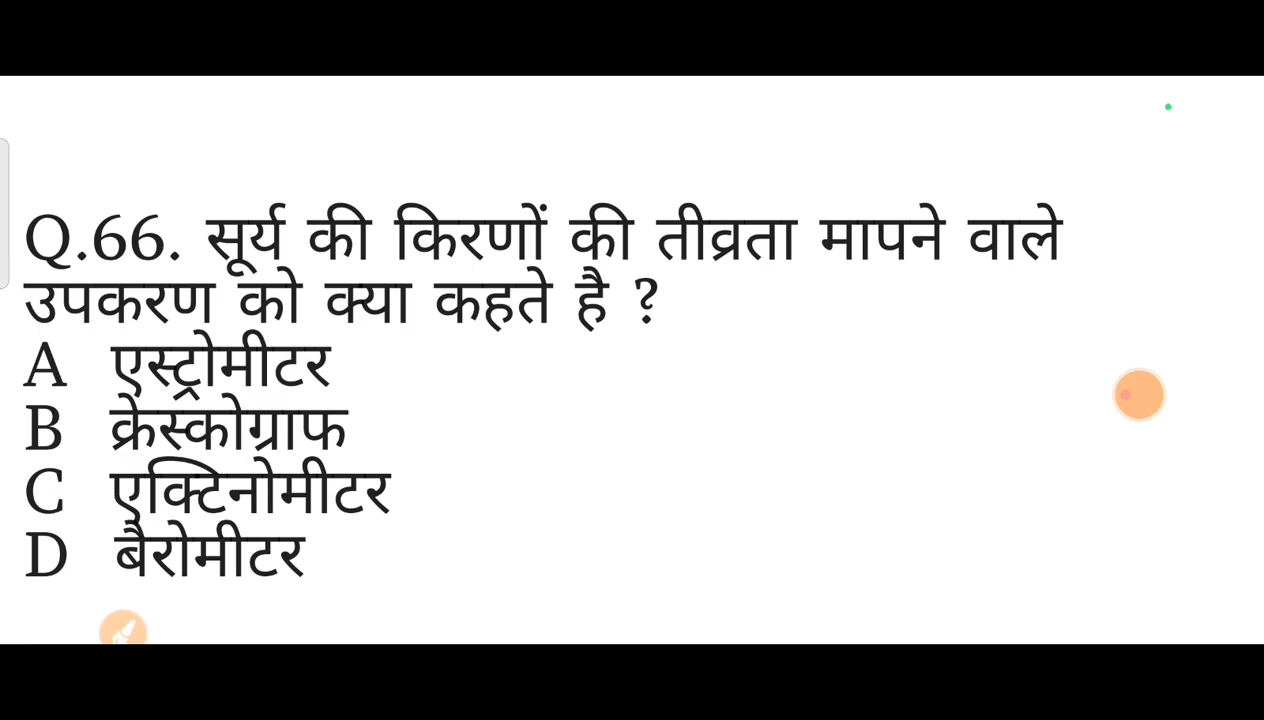 Q.66. सूर्य की किरणों की तीव्रता मापने वाले
उपकरण को क्या कहते है ?
A एस्ट्रोमीटर
B क्रेस्कोग्राफ
C एक्टिनोमीटर
D बैरोमीटर